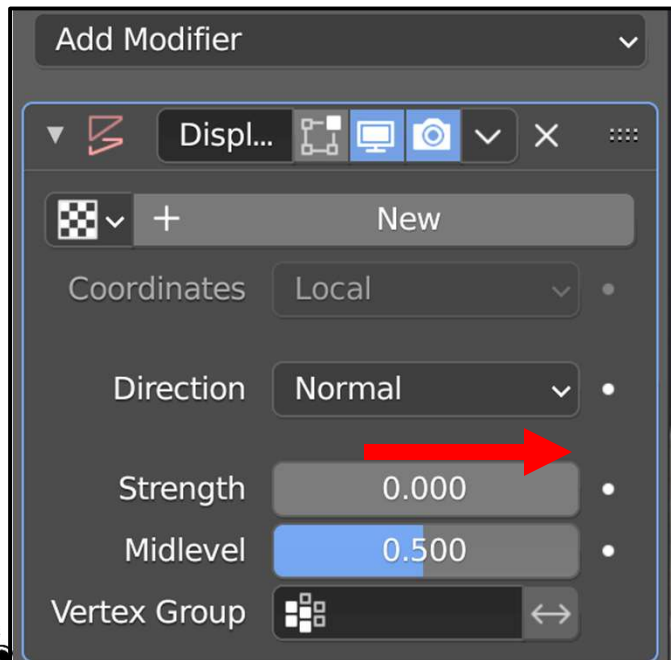 Add Modifier
Displ...
New
Coordinates Local
Direction Normal
Strength 0.000
Midlevel 0.500
Vertex Group